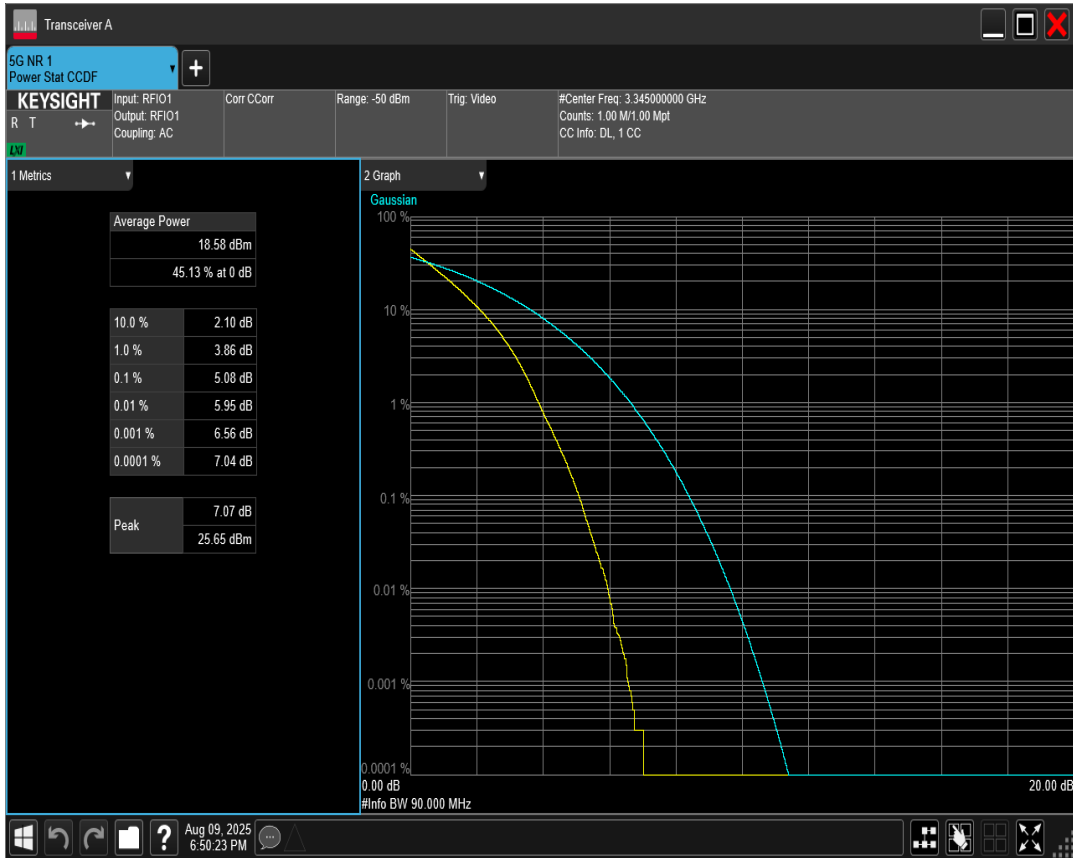 Transceiver A
5G NR 1
Power Stat CCDF
+
KEYSIGHT
R T
LXI
Input: RFIO1
Output: RFIO1
Coupling: AC
Corr CCorr
Range: -50 dBm
Trig: Video
#Center Freq: 3.345000000 GHz
Counts: 1.00 M/1.00 Mpt
CC Info: DL, 1 CC
1 Metrics
Average Power
18.58 dBm
45.13 % at 0 dB
10.0 % 2.10 dB
1.0 % 3.86 dB
0.1 % 5.08 dB
0.01 % 5.95 dB
0.001 % 6.56 dB
0.0001 % 7.04 dB
Peak
7.07 dB
25.65 dBm
2 Graph
Gaussian
100 %
10 %
1 %
0.1 %
0.01 %
0.001 %
0.0001 %
0.00 dB 20.00 dB
#Info BW 90.000 MHz
?
Aug 09, 2025
6:50:23 PM